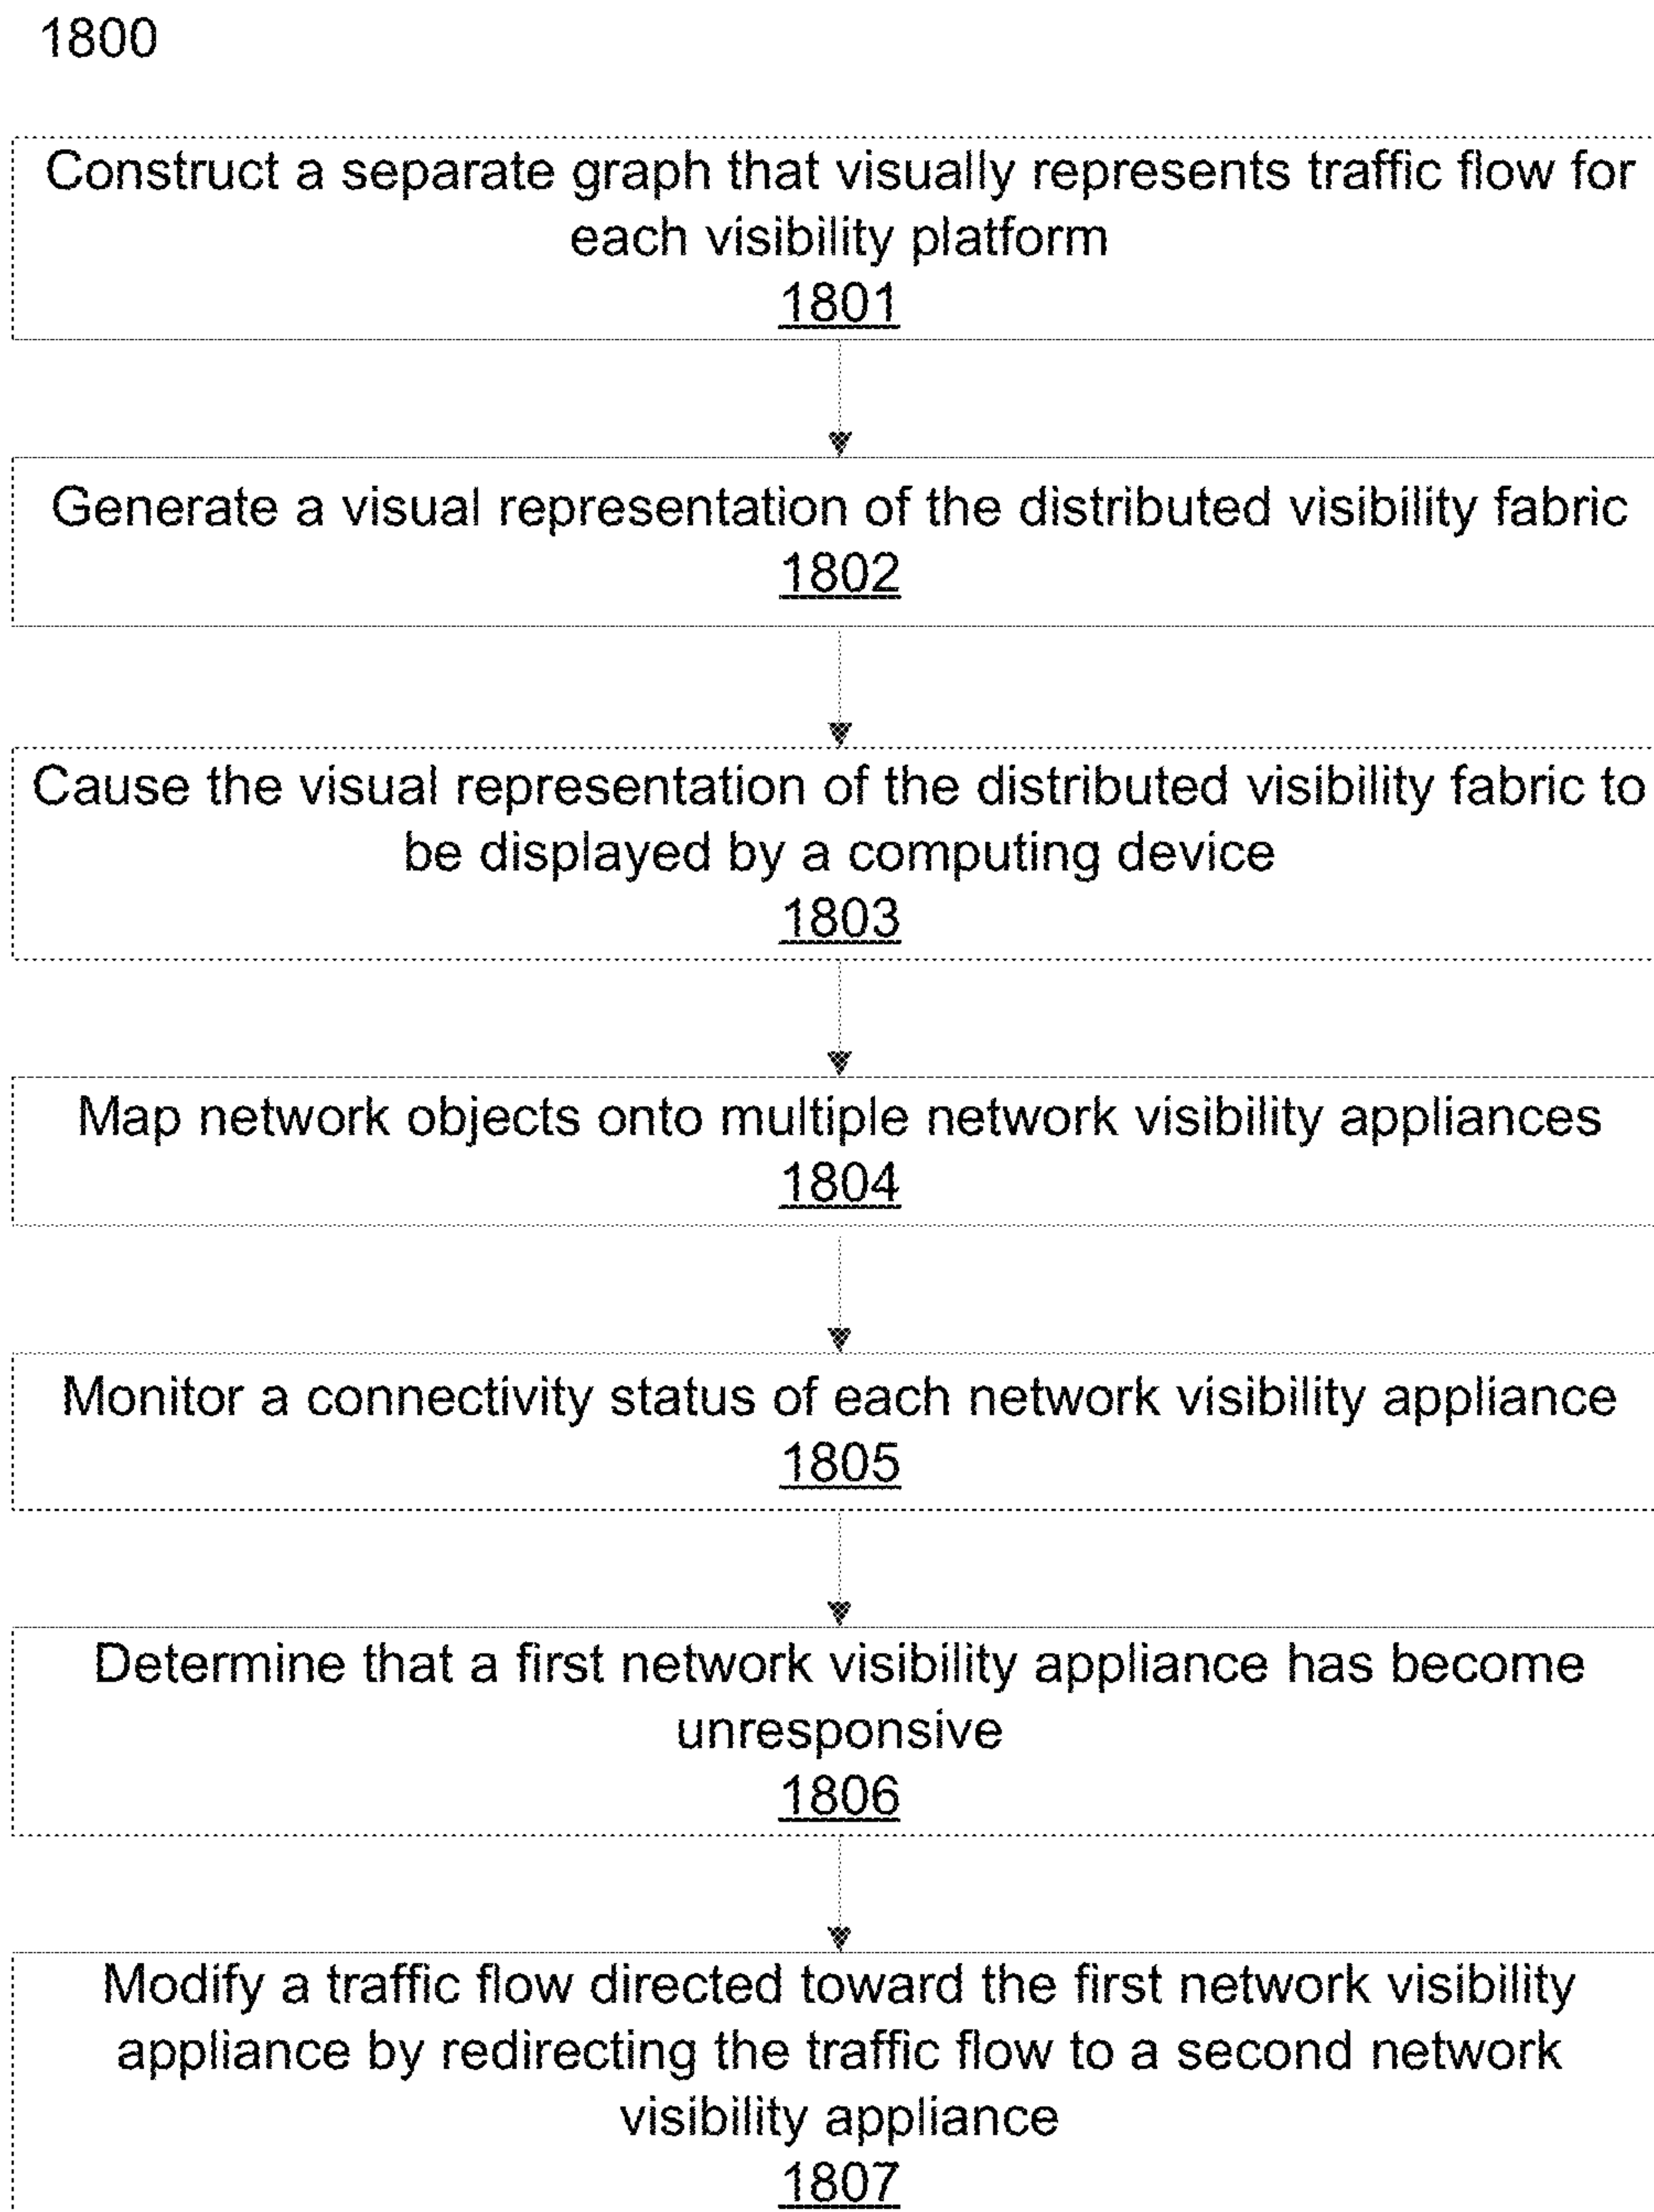 1800
Construct a separate graph that visually represents traffic flow for
each visibility platform
1801
Generate a visual representation of the distributed visibility fabric
1802
Cause the visual representation of the distributed visibility fabric to
be displayed by a computing device
1803
Map network objects onto multiple network visibility appliances
1804
Monitor a connectivity status of each network visibility appliance
1805
Determine that a first network visibility appliance has become
unresponsive
1806
Modify a traffic flow directed toward the first network visibility
appliance by redirecting the traffic flow to a second network
visibility appliance
1807